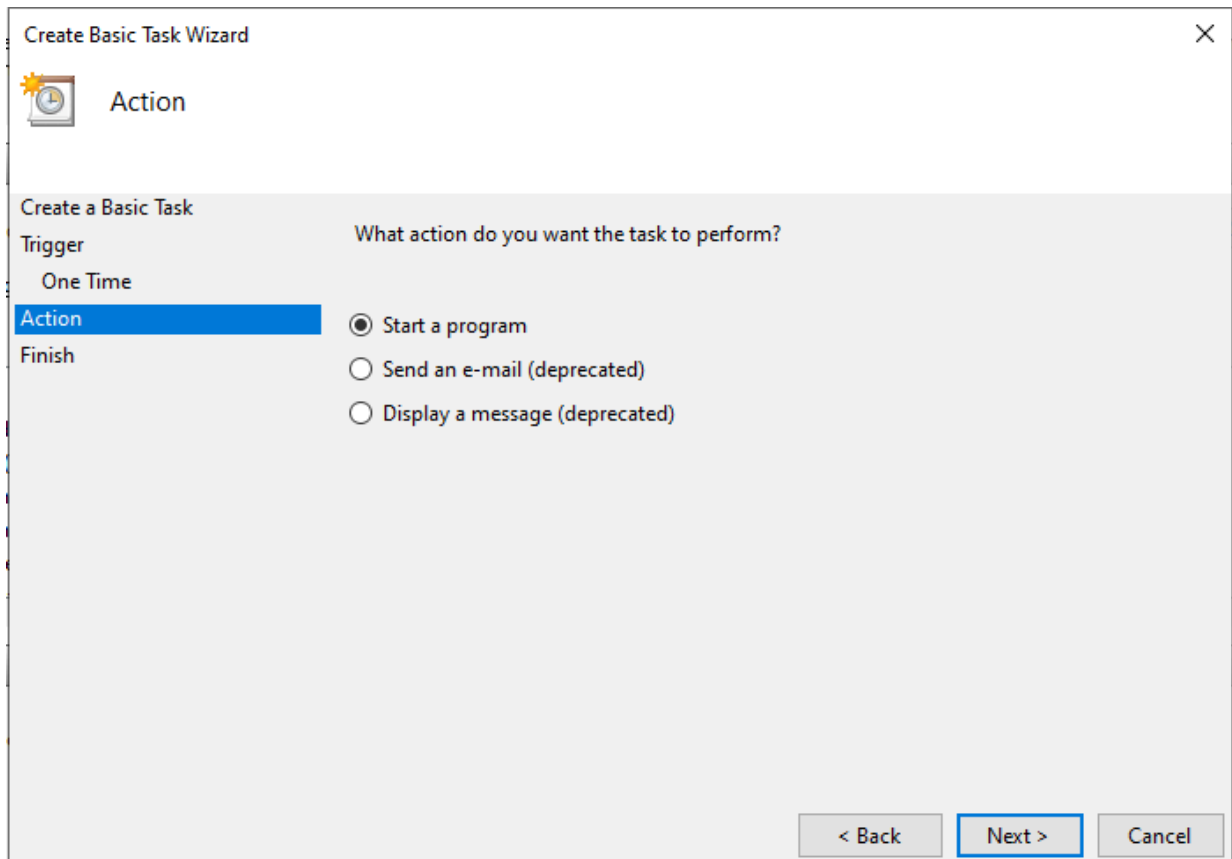 Create Basic Task Wizard
Action
Create a Basic Task
Trigger
One Time
Action
Finish
What action do you want the task to perform?
Start a program
Send an e-mail (deprecated)
Display a message (deprecated)
< Back
Next >
Cancel